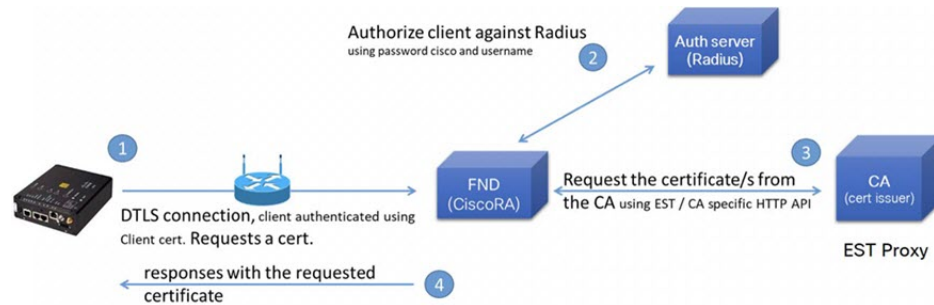 Authorize client against Radius
using password cisco and username
2
Auth server
(Radius)
1
3
FND
(CiscoRA)
Request the certificate/s from
the CA using EST / CA specific HTTP API
CA
(cert issuer)
DTLS connection, client authenticated using
Client cert. Requests a cert.
EST Proxy
responses with the requested
certificate
4